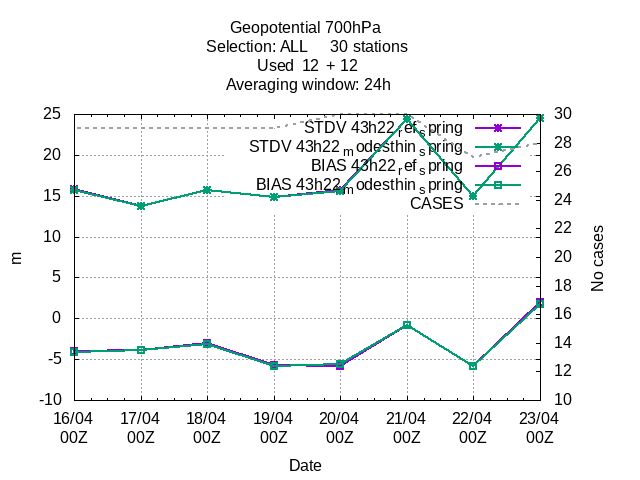 Geopotential 700hPa
Selection: ALL     30 stations
Used  12  + 12
Averaging window: 24h
STDV 43h22_ref_spring
STDV 43h22_modesthin_spring
BIAS 43h22_ref_spring
BIAS 43h22_modesthin_spring
CASES
25
20
15
10
5
0
-5
-10
m
30
28
26
24
22
20
18
16
14
12
10
No cases
16/04 17/04 18/04 19/04 20/04 21/04 22/04 23/04
00Z 00Z 00Z 00Z 00Z 00Z 00Z 00Z
Date